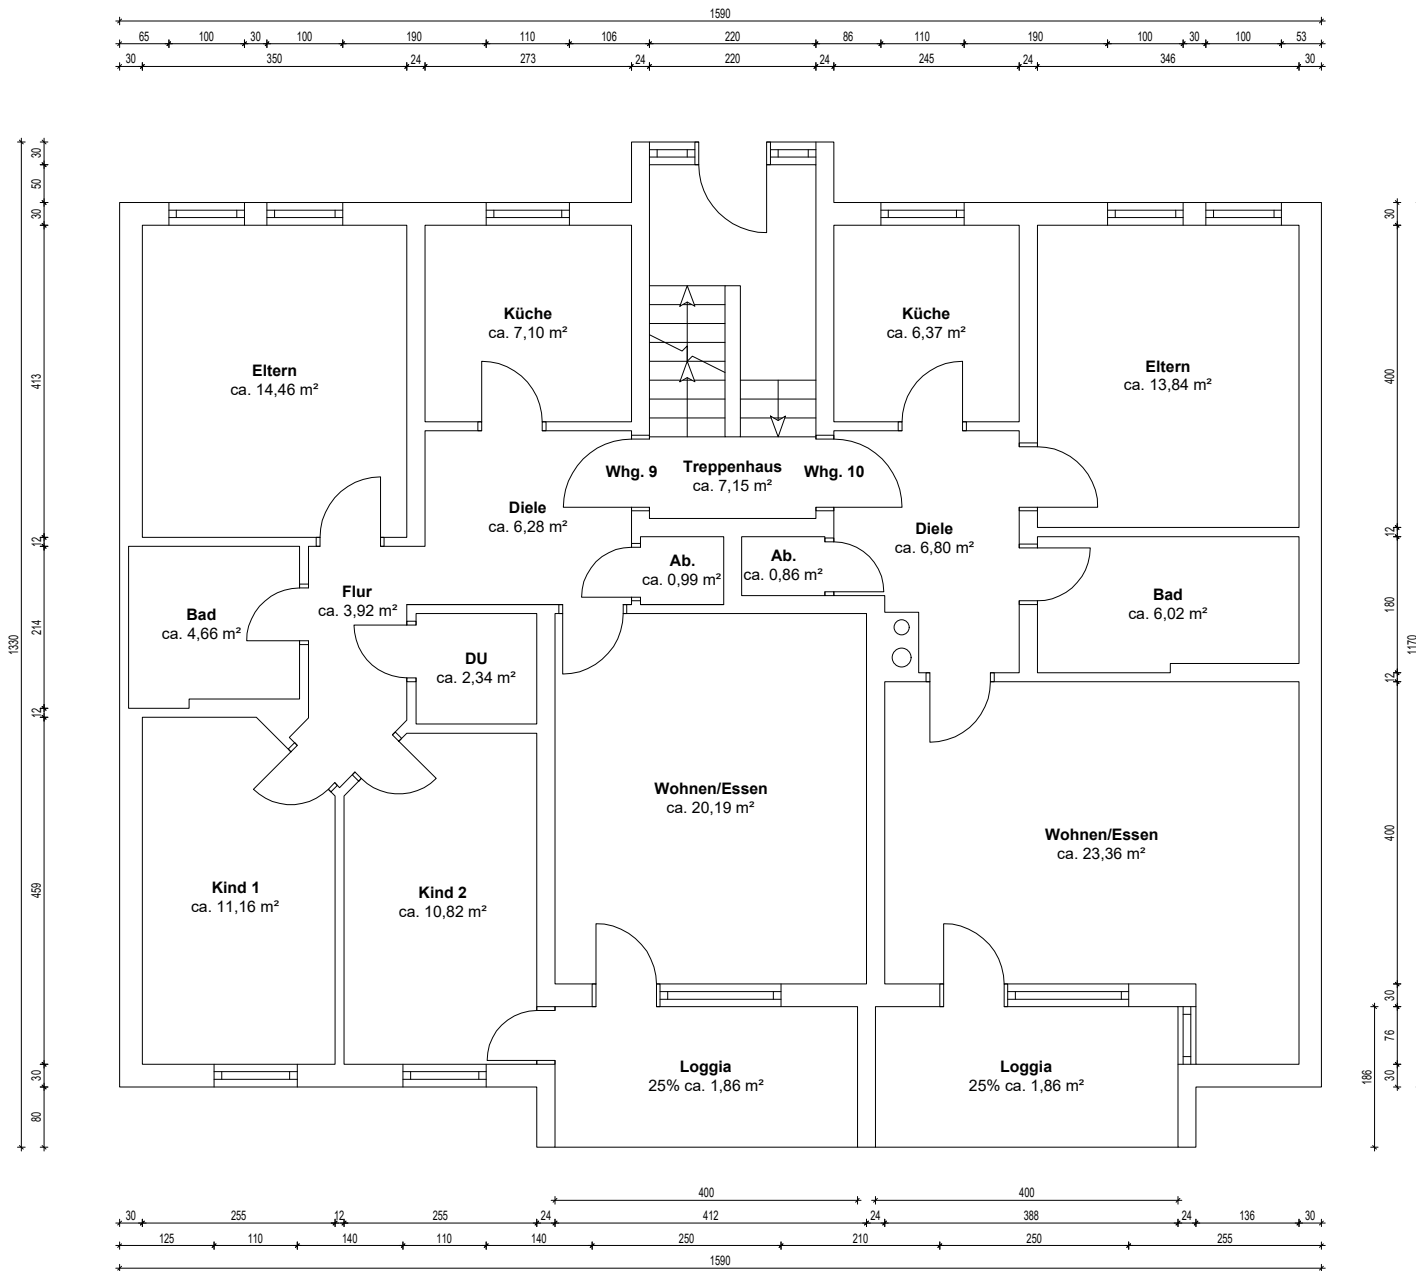 1590
65 100 30 100 190 110 106 220 86 110 190 100 30 100 53
30 350 24 273 24 220 24 245 24 346 30
30
50
30
413
12
214
12
459
30
80
1330
Eltern
ca. 14,46 m²
Küche
ca. 7,10 m²
Küche
ca. 6,37 m²
Eltern
ca. 13,84 m²
Whg. 9
Treppenhaus
ca. 7,15 m²
Whg. 10
Diele
ca. 6,28 m²
Diele
ca. 6,80 m²
Ab.
ca. 0,99 m²
Ab.
ca. 0,86 m²
Flur
ca. 3,92 m²
Bad
ca. 4,66 m²
Bad
ca. 6,02 m²
DU
ca. 2,34 m²
Wohnen/Essen
ca. 20,19 m²
Wohnen/Essen
ca. 23,36 m²
Kind 1
ca. 11,16 m²
Kind 2
ca. 10,82 m²
Loggia
25% ca. 1,86 m²
Loggia
25% ca. 1,86 m²
30
400
12
180
12
400
30
76
30
186
1170
400 400
30 255 12 255 24 412 24 388 24 136 30
125 110 140 110 140 250 210 250 255
1590